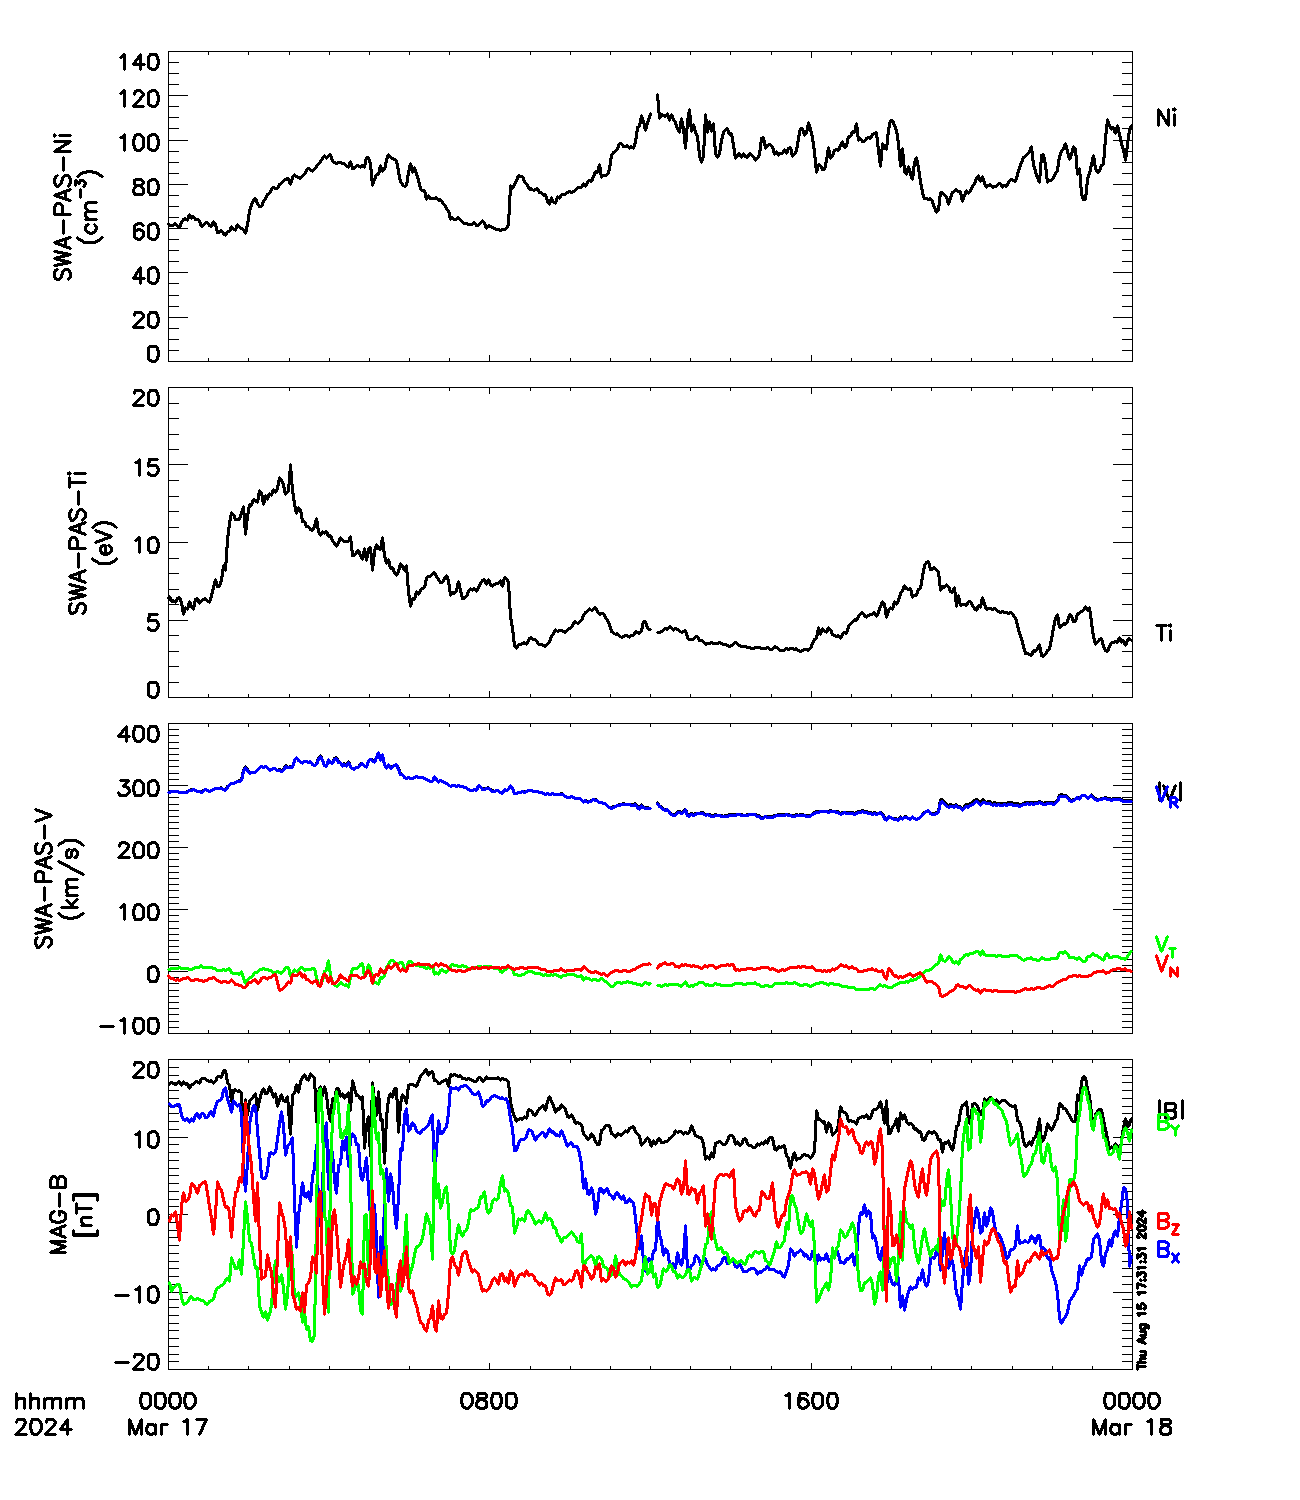 140
120
100
80
60
40
20
0
SWA-PAS-Ni
(cm⁻³)
Ni
20
15
10
5
0
SWA-PAS-Ti
(eV)
Ti
400
300
200
100
0
-100
SWA-PAS-V
(km/s)
|V|
V_R
V_T
V_N
20
10
0
-10
-20
MAG-B
[nT]
|B|
B_Y
B_Z
B_X
Thu Aug 15 17:31:31 2024
hhmm 0000 0800 1600 0000
2024 Mar 17 Mar 18